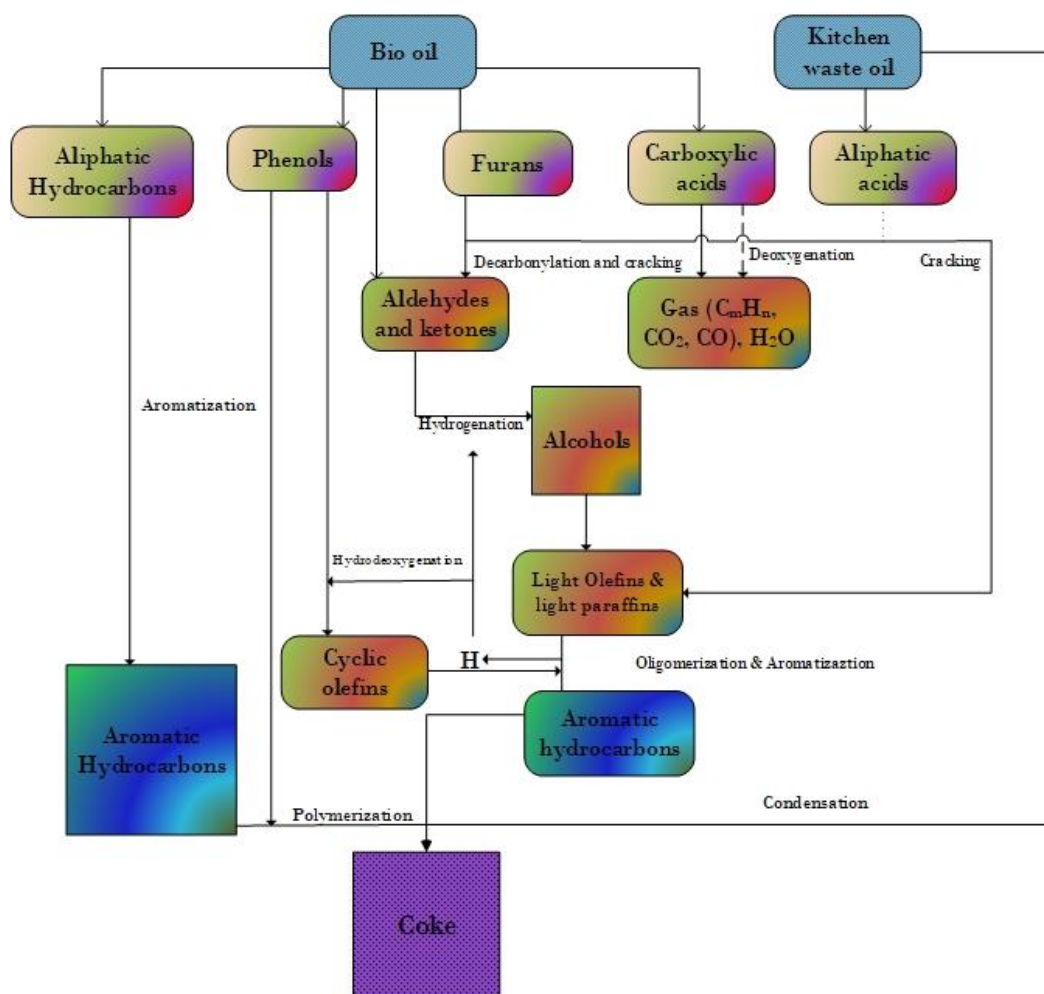 Bio oil
Kitchen
waste oil
Aliphatic
Hydrocarbons
Phenols
Furans
Carboxylic
acids
Aliphatic
acids
Decarbonylation and cracking
Deoxygenation
Cracking
Aldehydes
and ketones
Gas (CₘHₙ,
CO₂, CO), H₂O
Aromatization
Hydrogenation
Alcohols
Hydrodeoxygenation
Light Olefins &
light paraffins
Cyclic
olefins
H
Oligomerization & Aromatizaztion
Aromatic
Hydrocarbons
Aromatic
hydrocarbons
Polymerization
Condensation
Coke